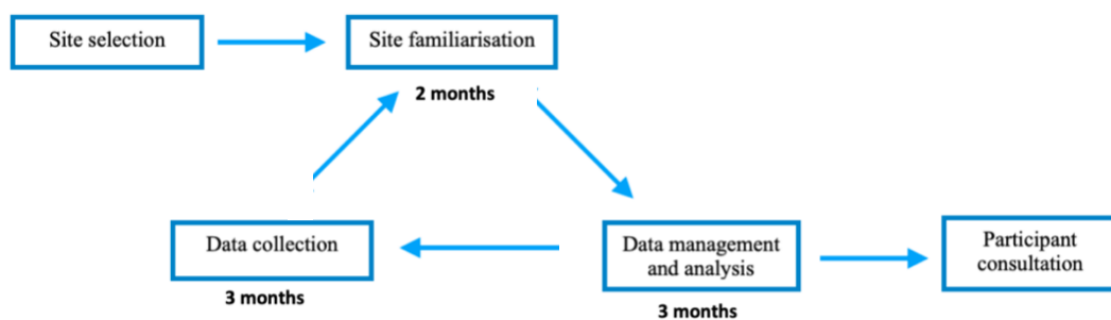 Site selection
Site familiarisation
2 months
Data collection
3 months
Data management
and analysis
3 months
Participant
consultation